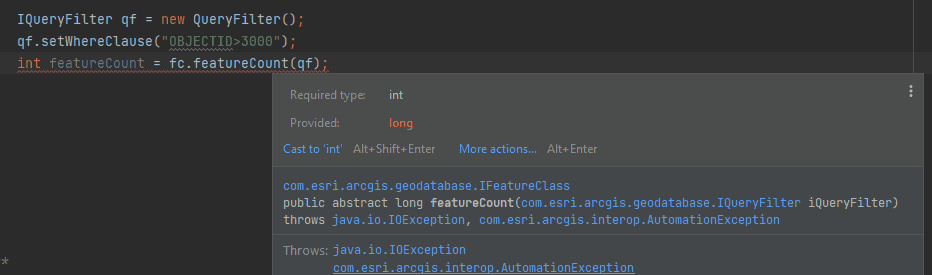 IQueryFilter qf = new QueryFilter();
qf.setWhereClause("OBJECTID>3000");
int featureCount = fc.featureCount(qf);
Required type: int
Provided: long
Cast to 'int' Alt+Shift+Enter More actions... Alt+Enter
com.esri.arcgis.geodatabase.IFeatureClass
public abstract long featureCount(com.esri.arcgis.geodatabase.IQueryFilter iQueryFilter)
throws java.io.IOException, com.esri.arcgis.interop.AutomationException
Throws: java.io.IOException
*
com.esri.arcgis.interop.AutomationException